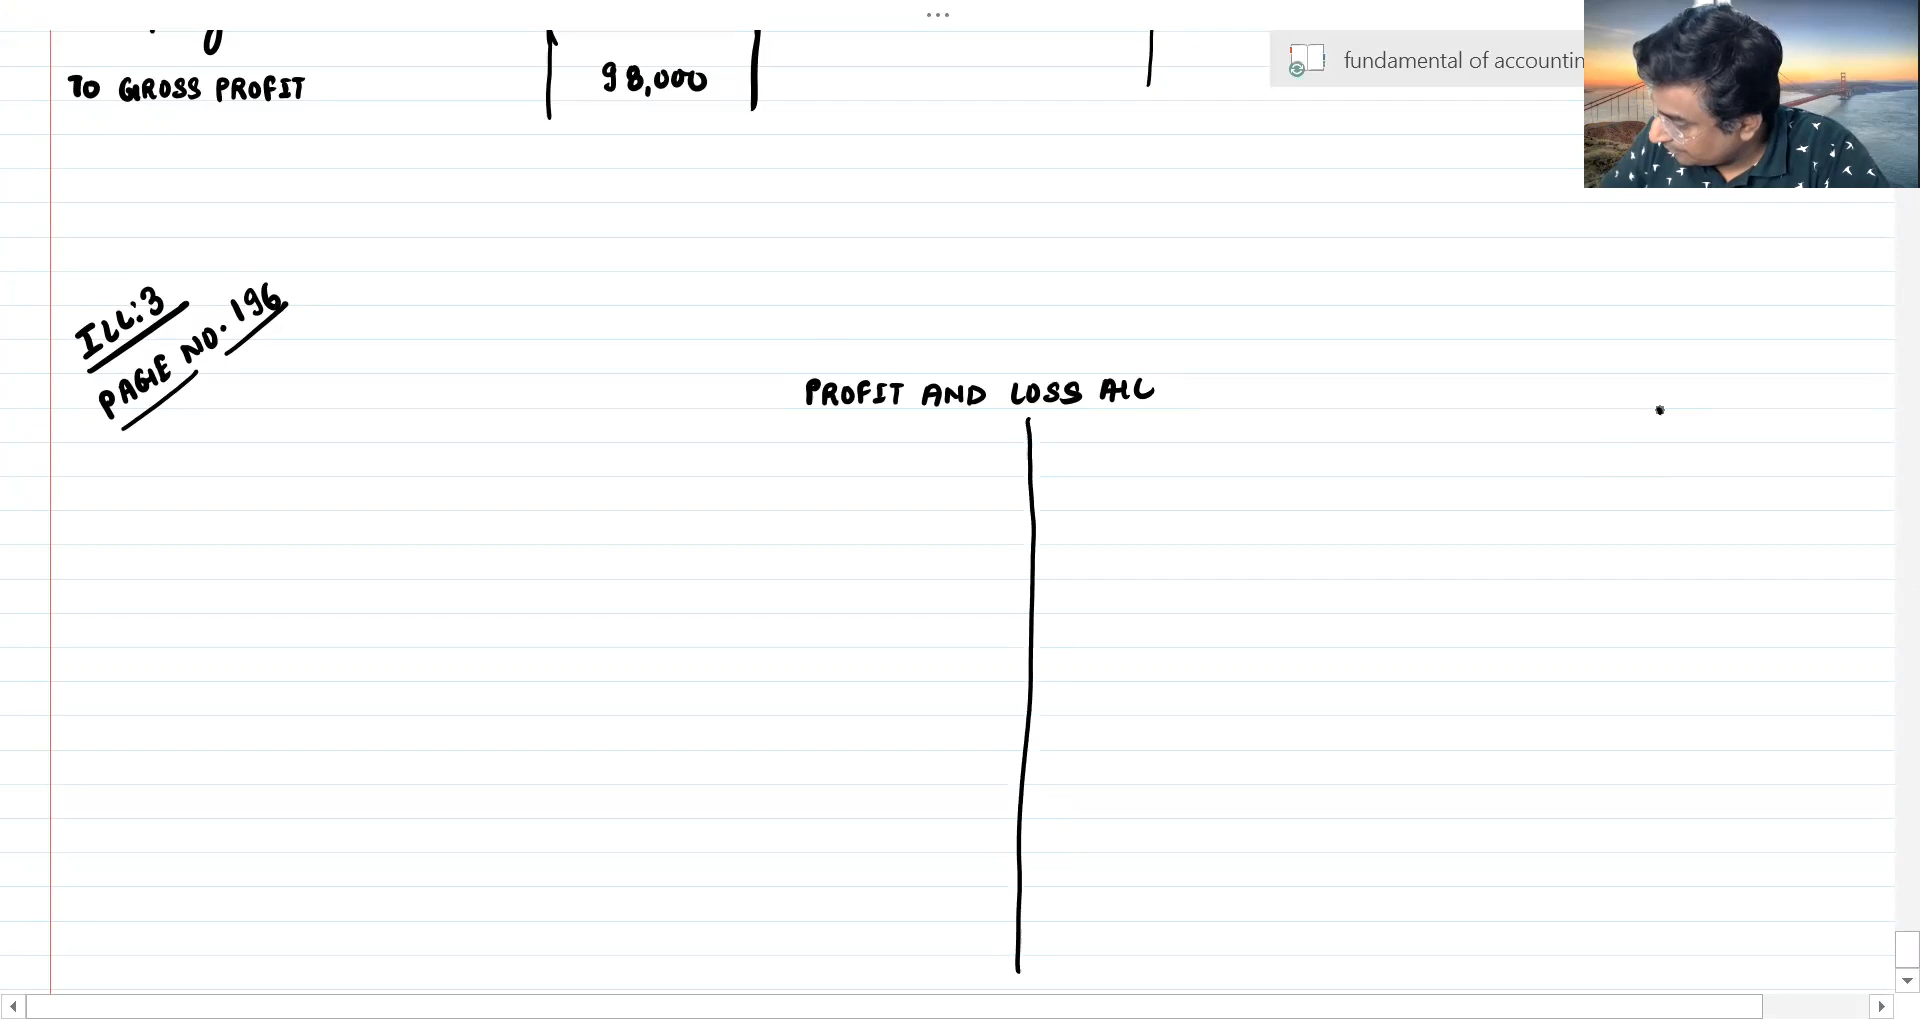 TO GROSS PROFIT 98,000
fundamental of accountin
ILL:3
PAGE NO. 196
PROFIT AND LOSS A/C